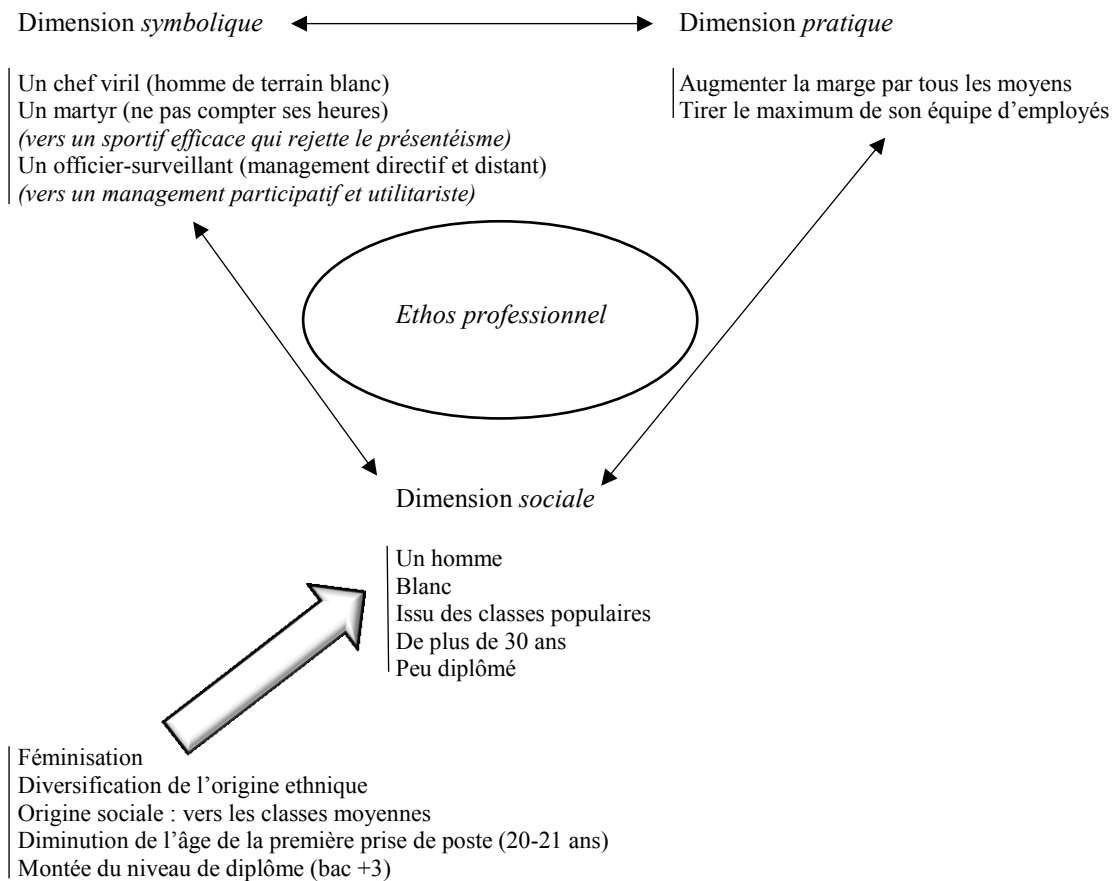 Dimension symbolique
Dimension pratique
Un chef viril (homme de terrain blanc)
Un martyr (ne pas compter ses heures)
(vers un sportif efficace qui rejette le présentéisme)
Un officier-surveillant (management directif et distant)
(vers un management participatif et utilitariste)
Augmenter la marge par tous les moyens
Tirer le maximum de son équipe d’employés
Ethos professionnel
Dimension sociale
Un homme
Blanc
Issu des classes populaires
De plus de 30 ans
Peu diplômé
Féminisation
Diversification de l’origine ethnique
Origine sociale : vers les classes moyennes
Diminution de l’âge de la première prise de poste (20-21 ans)
Montée du niveau de diplôme (bac +3)